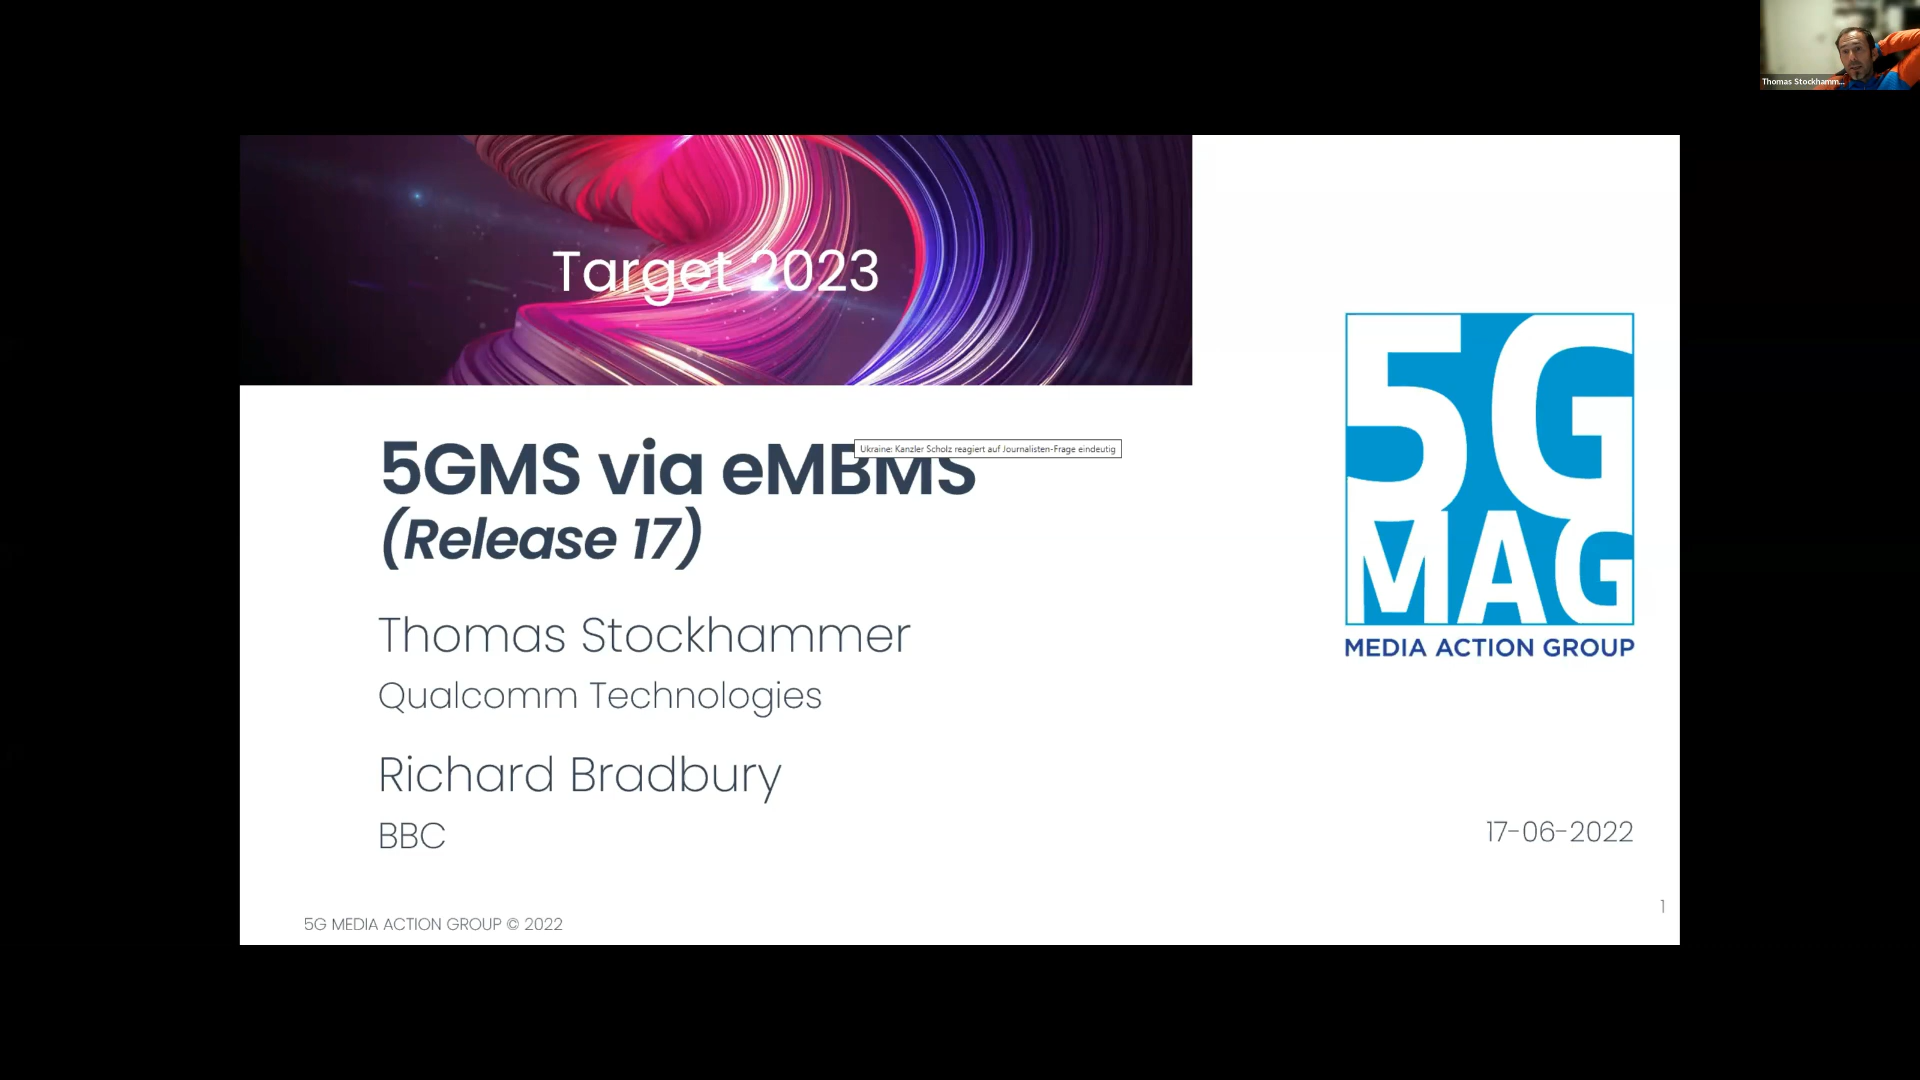 Thomas Stockhamm...
Target 2023
5GMS via eMBMS
Ukraine: Kanzler Scholz reagiert auf Journalisten-Frage eindeutig
(Release 17)
Thomas Stockhammer
Qualcomm Technologies
Richard Bradbury
BBC
5G
MAG
MEDIA ACTION GROUP
17-06-2022
1
5G MEDIA ACTION GROUP © 2022